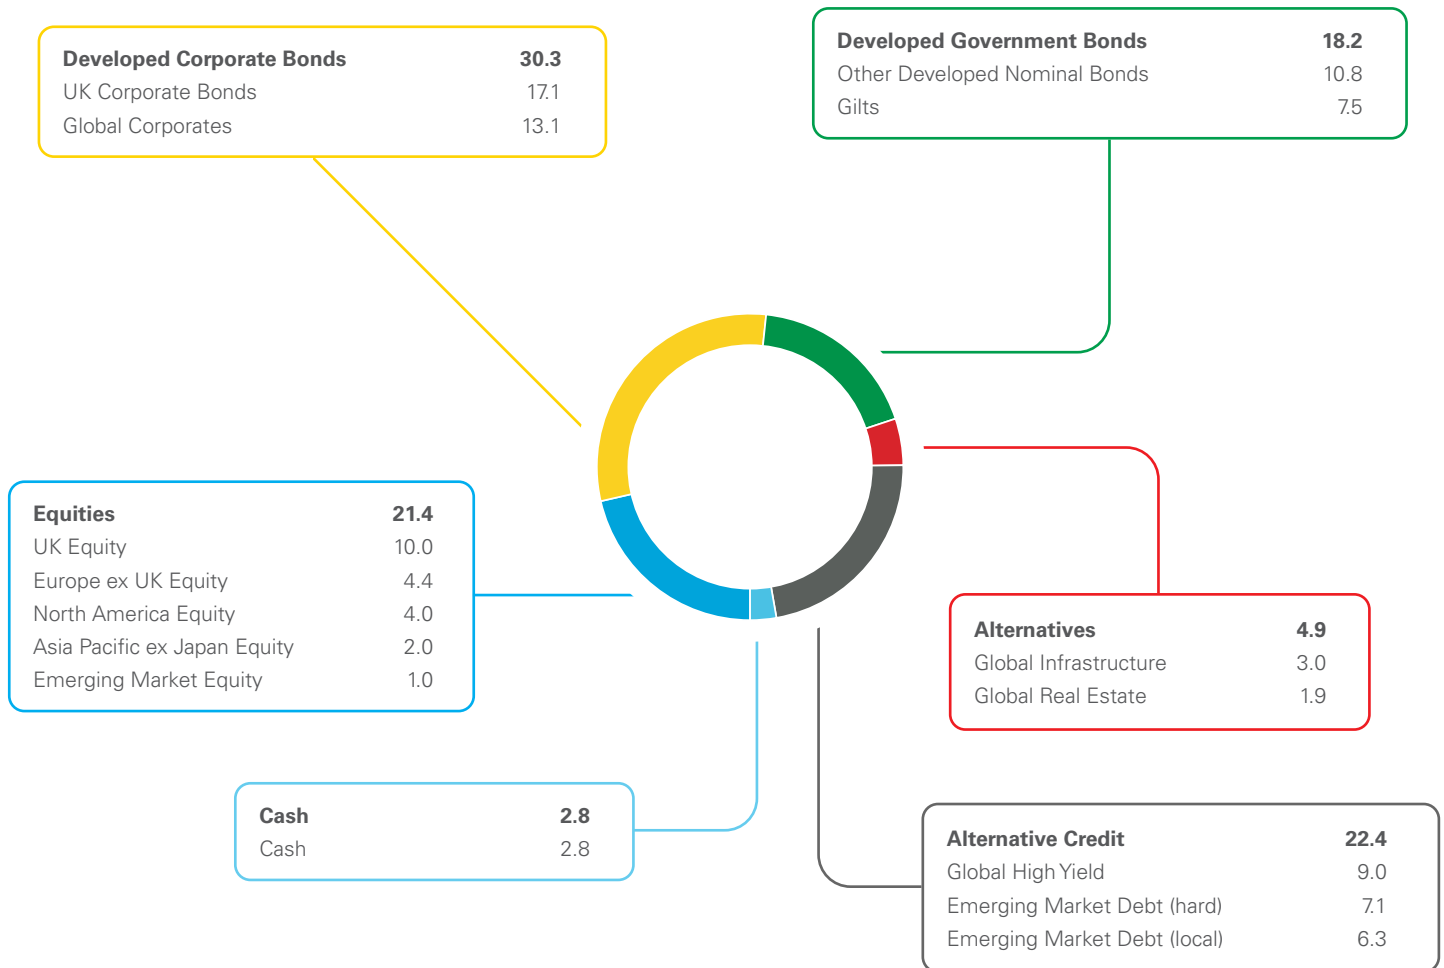 Developed Corporate Bonds 30.3
UK Corporate Bonds 17.1
Global Corporates 13.1
Developed Government Bonds 18.2
Other Developed Nominal Bonds 10.8
Gilts 7.5
Equities 21.4
UK Equity 10.0
Europe ex UK Equity 4.4
North America Equity 4.0
Asia Pacific ex Japan Equity 2.0
Emerging Market Equity 1.0
Alternatives 4.9
Global Infrastructure 3.0
Global Real Estate 1.9
Cash 2.8
Cash 2.8
Alternative Credit 22.4
Global High Yield 9.0
Emerging Market Debt (hard) 7.1
Emerging Market Debt (local) 6.3